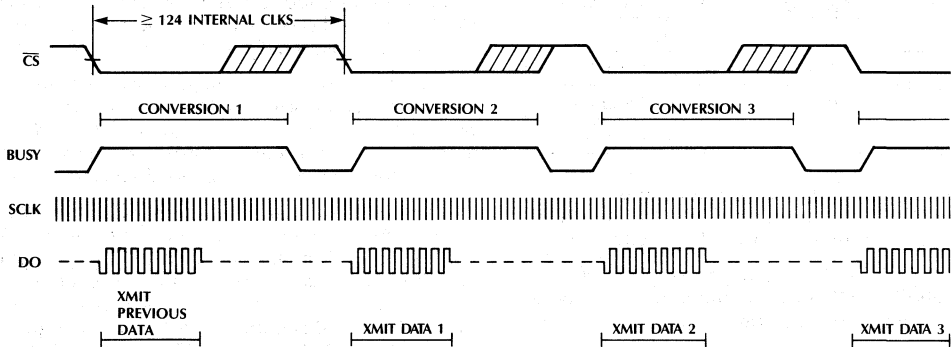 ≥ 124 INTERNAL CLKS
CS
CONVERSION 1 CONVERSION 2 CONVERSION 3
BUSY
SCLK
DO
XMIT
PREVIOUS
DATA
XMIT DATA 1 XMIT DATA 2 XMIT DATA 3